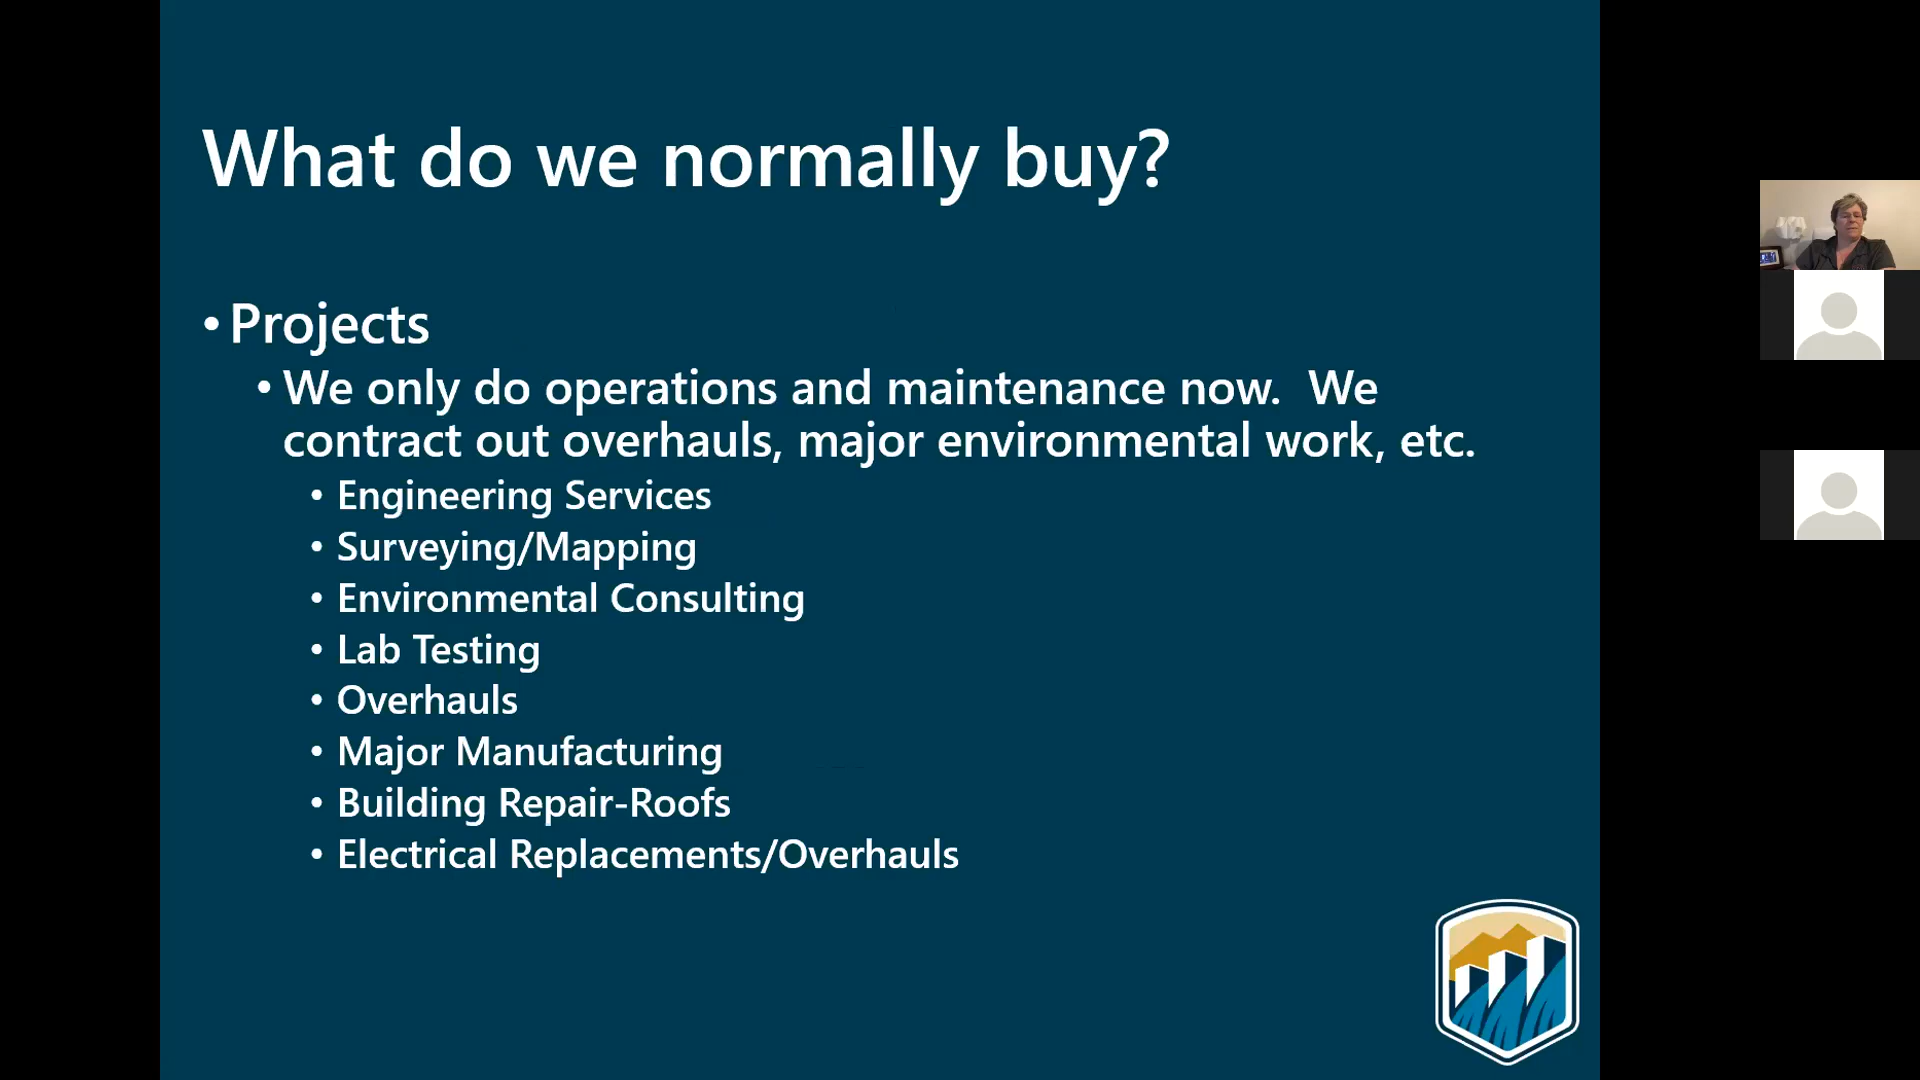 What do we normally buy?
• Projects
• We only do operations and maintenance now.  We
contract out overhauls, major environmental work, etc.
• Engineering Services
• Surveying/Mapping
• Environmental Consulting
• Lab Testing
• Overhauls
• Major Manufacturing
• Building Repair-Roofs
• Electrical Replacements/Overhauls